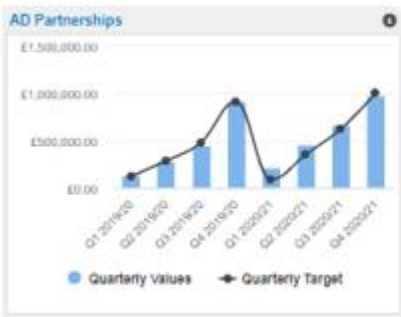 AD Partnerships
£1,500,000.00
£1,000,000.00
£500,000.00
£0.00
Q1 2019/20
Q2 2019/20
Q3 2019/20
Q4 2019/20
Q1 2020/21
Q2 2020/21
Q3 2020/21
Q4 2020/21
Quarterly Values
Quarterly Target